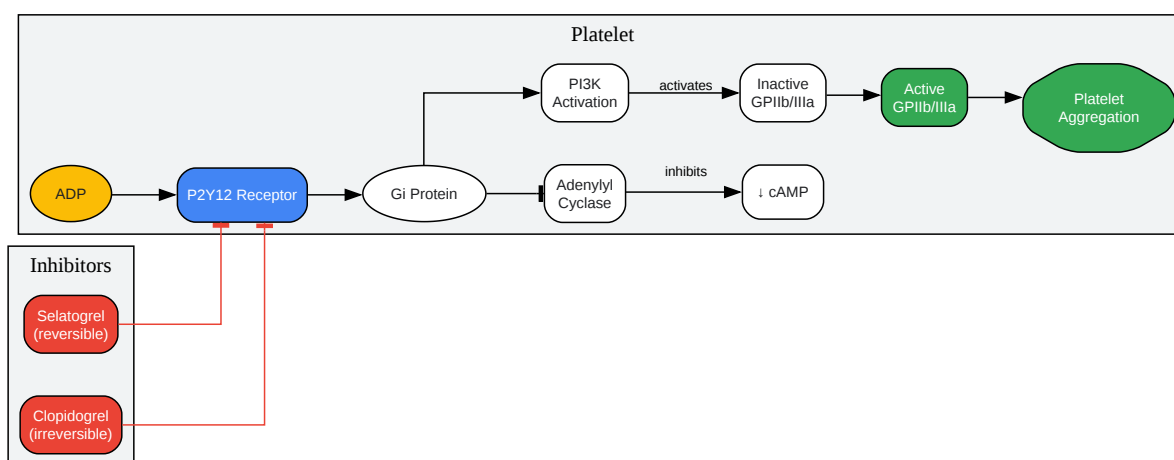 Platelet
PI3K
Activation
activates
Inactive
GPIIb/IIIa
Active
GPIIb/IIIa
Platelet
Aggregation
ADP
P2Y12 Receptor
Gi Protein
Adenylyl
Cyclase
inhibits
↓ cAMP
Inhibitors
Selatogrel
(reversible)
Clopidogrel
(irreversible)